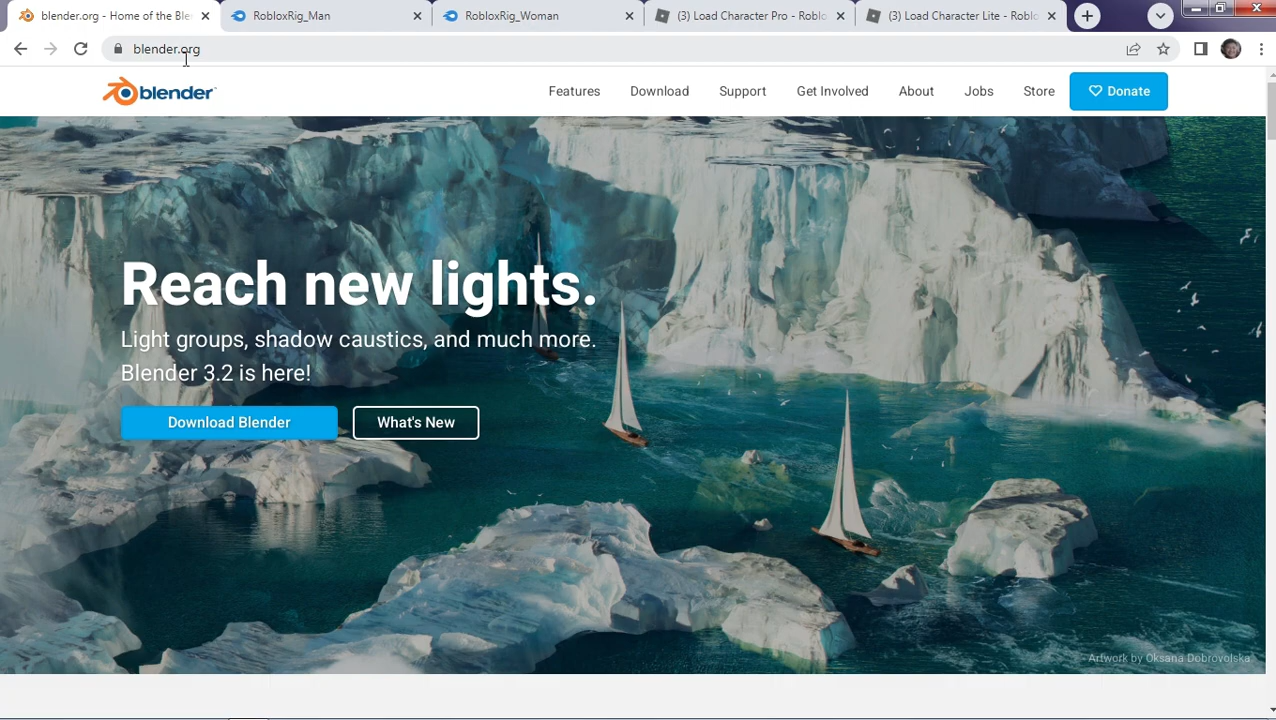 blender.org - Home of the Ble
RobloxRig_Man
RobloxRig_Woman
(3) Load Character Pro - Roblo
(3) Load Character Lite - Roblo
blender.org
blender
Features
Download
Support
Get Involved
About
Jobs
Store
Donate
Reach new lights.
Light groups, shadow caustics, and much more.
Blender 3.2 is here!
Download Blender
What's New
Artwork by Oksana Dobrovolska